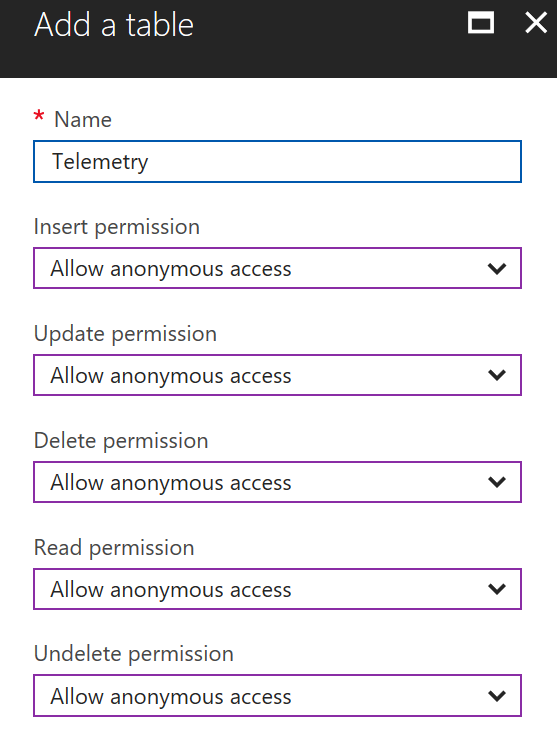 Add a table
* Name
Telemetry
Insert permission
Allow anonymous access
Update permission
Allow anonymous access
Delete permission
Allow anonymous access
Read permission
Allow anonymous access
Undelete permission
Allow anonymous access